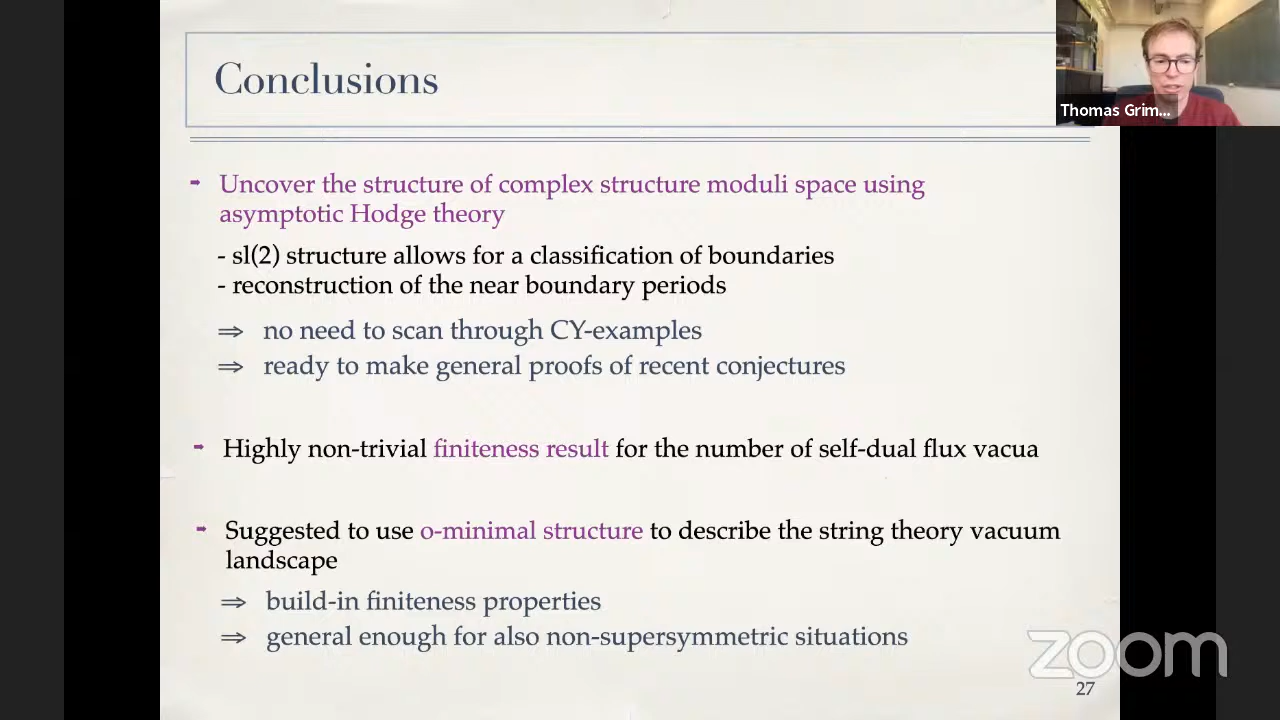 Conclusions
Thomas Grim...
➡ Uncover the structure of complex structure moduli space using
asymptotic Hodge theory
- sl(2) structure allows for a classification of boundaries
- reconstruction of the near boundary periods
⇒ no need to scan through CY-examples
⇒ ready to make general proofs of recent conjectures
➡ Highly non-trivial finiteness result for the number of self-dual flux vacua
➡ Suggested to use o-minimal structure to describe the string theory vacuum
landscape
⇒ build-in finiteness properties
⇒ general enough for also non-supersymmetric situations
zoom
27